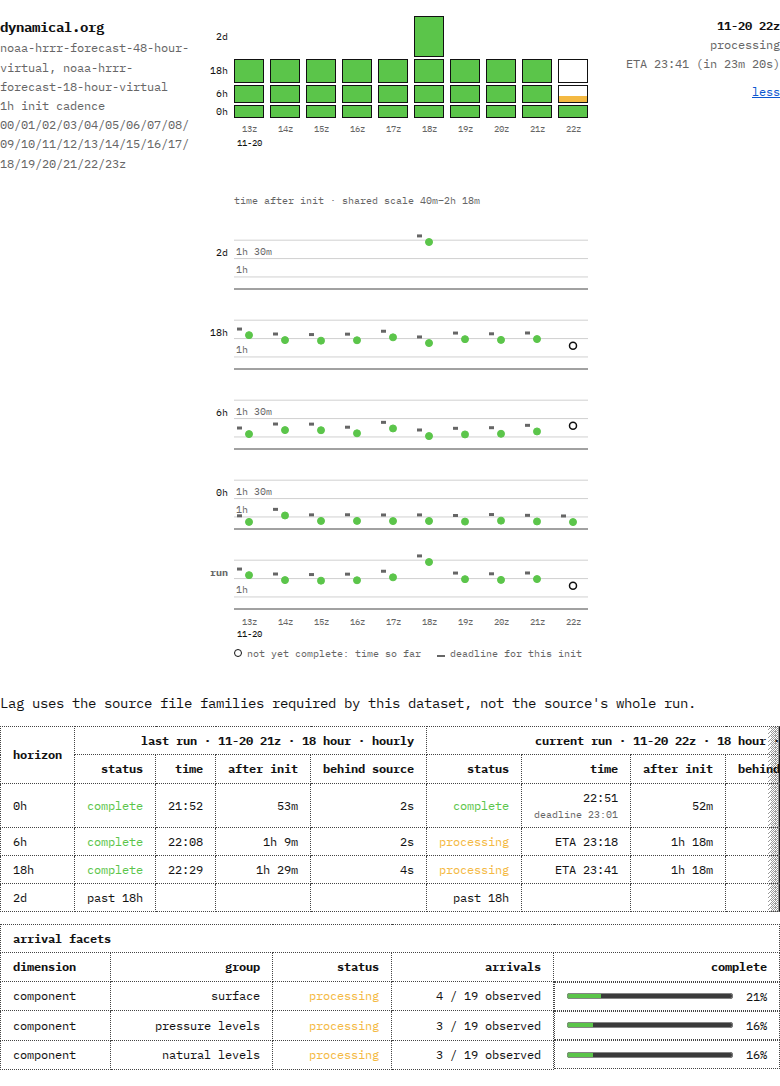 dynamical.org
noaa-hrrr-forecast-48-hour-
virtual, noaa-hrrr-
forecast-18-hour-virtual
1h init cadence
00/01/02/03/04/05/06/07/08/
09/10/11/12/13/14/15/16/17/
18/19/20/21/22/23z
2d
18h
6h
0h
13z 14z 15z 16z 17z 18z 19z 20z 21z 22z
11-20
11-20 22z
processing
ETA 23:41 (in 23m 20s)
less
time after init · shared scale 40m–2h 18m
2d
1h 30m
1h
18h
1h
6h
1h 30m
0h
1h 30m
1h
run
1h
13z 14z 15z 16z 17z 18z 19z 20z 21z 22z
11-20
not yet complete: time so far deadline for this init
Lag uses the source file families required by this dataset, not the source's whole run.
horizon last run · 11-20 21z · 18 hour · hourly current run · 11-20 22z · 18 hour ·
status time after init behind source status time after init behind
0h complete 21:52 53m 2s complete 22:51 52m
deadline 23:01
6h complete 22:08 1h 9m 2s processing ETA 23:18 1h 18m
18h complete 22:29 1h 29m 4s processing ETA 23:41 1h 18m
2d past 18h past 18h
arrival facets
dimension group status arrivals complete
component surface processing 4 / 19 observed 21%
component pressure levels processing 3 / 19 observed 16%
component natural levels processing 3 / 19 observed 16%